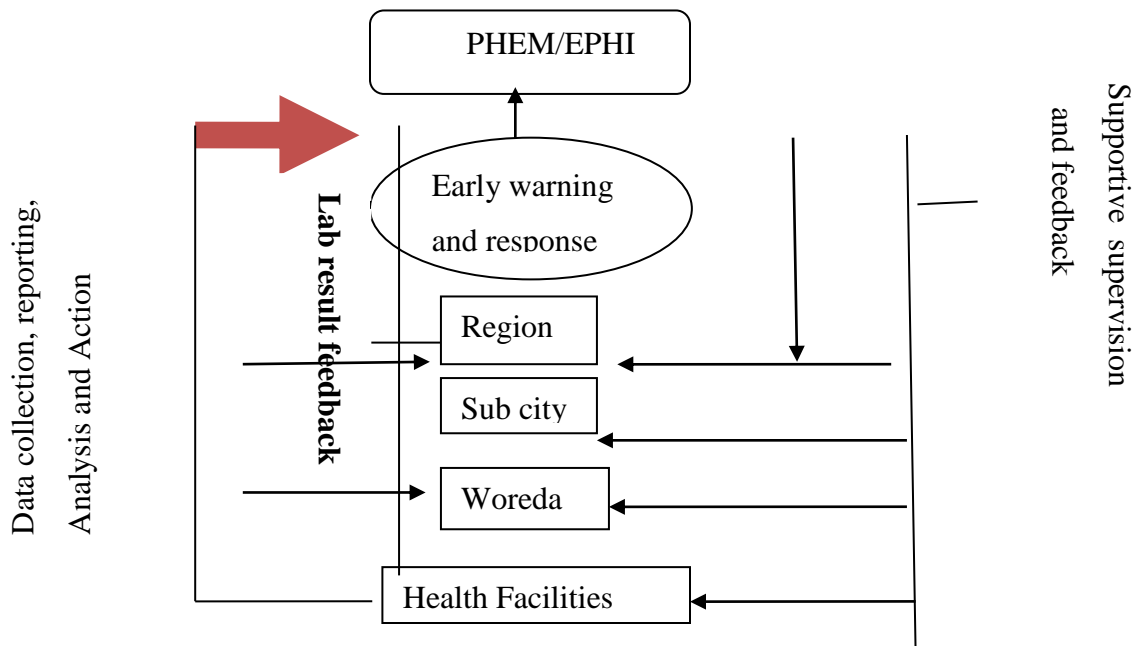 PHEM/EPHI
Early warning
and response
Region
Sub city
Woreda
Health Facilities
Lab result feedback
Data collection, reporting,
Analysis and Action
Supportive supervision
and feedback